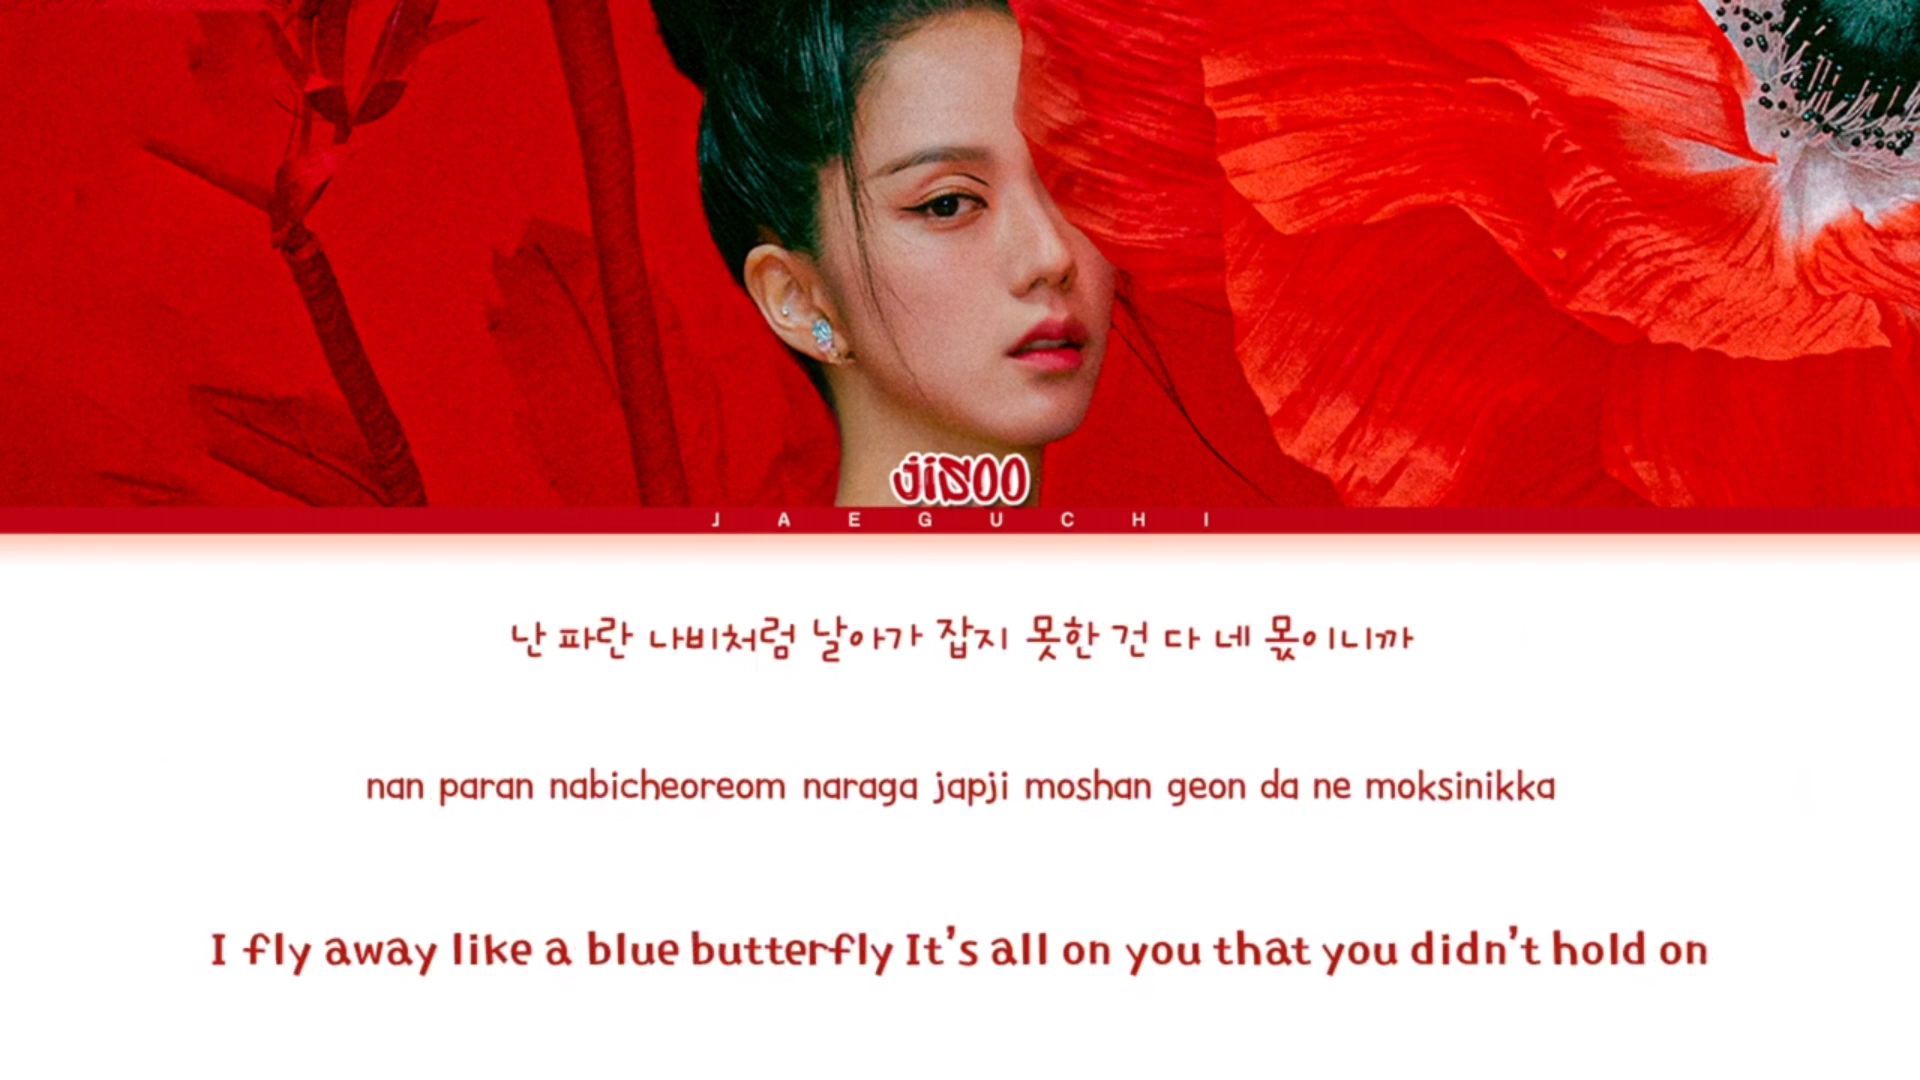 jiSOO
JAEGUCHI
난 파란 나비처럼 날아가 잡지 못한 건 다 네 몫이니까
nan paran nabicheoreom naraga japji moshan geon da ne moksinikka
I fly away like a blue butterfly It's all on you that you didn't hold on